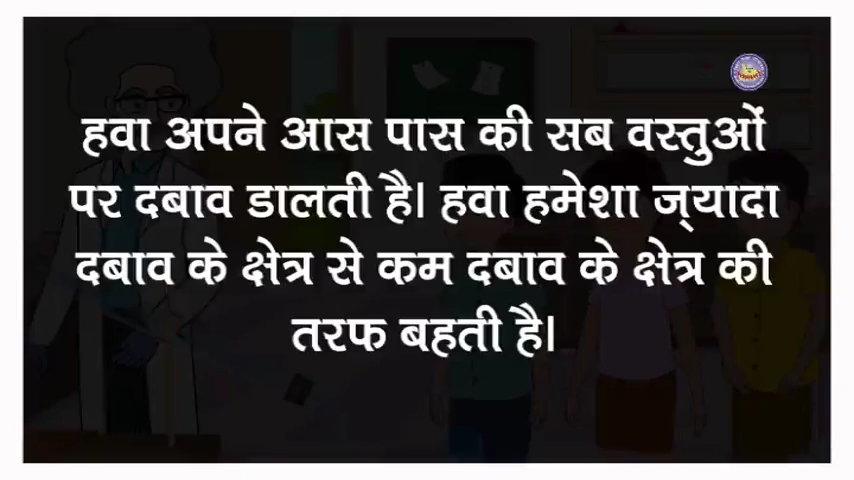 हवा अपने आस पास की सब वस्तुओं
पर दबाव डालती है। हवा हमेशा ज्यादा
दबाव के क्षेत्र से कम दबाव के क्षेत्र की
तरफ बहती है।